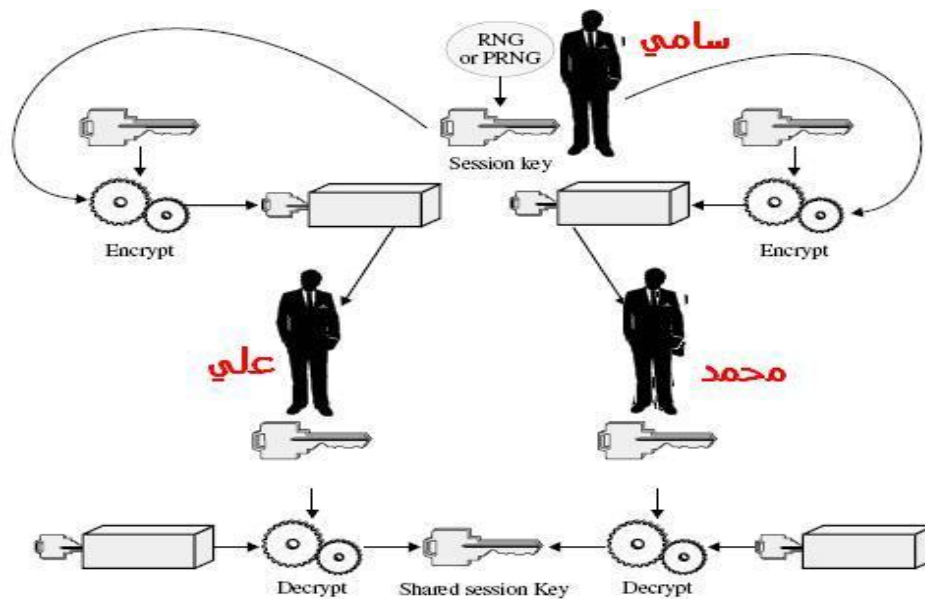 RNG
or PRNG
سامي
Session key
Encrypt
Encrypt
علي
محمد
Decrypt
Shared session Key
Decrypt